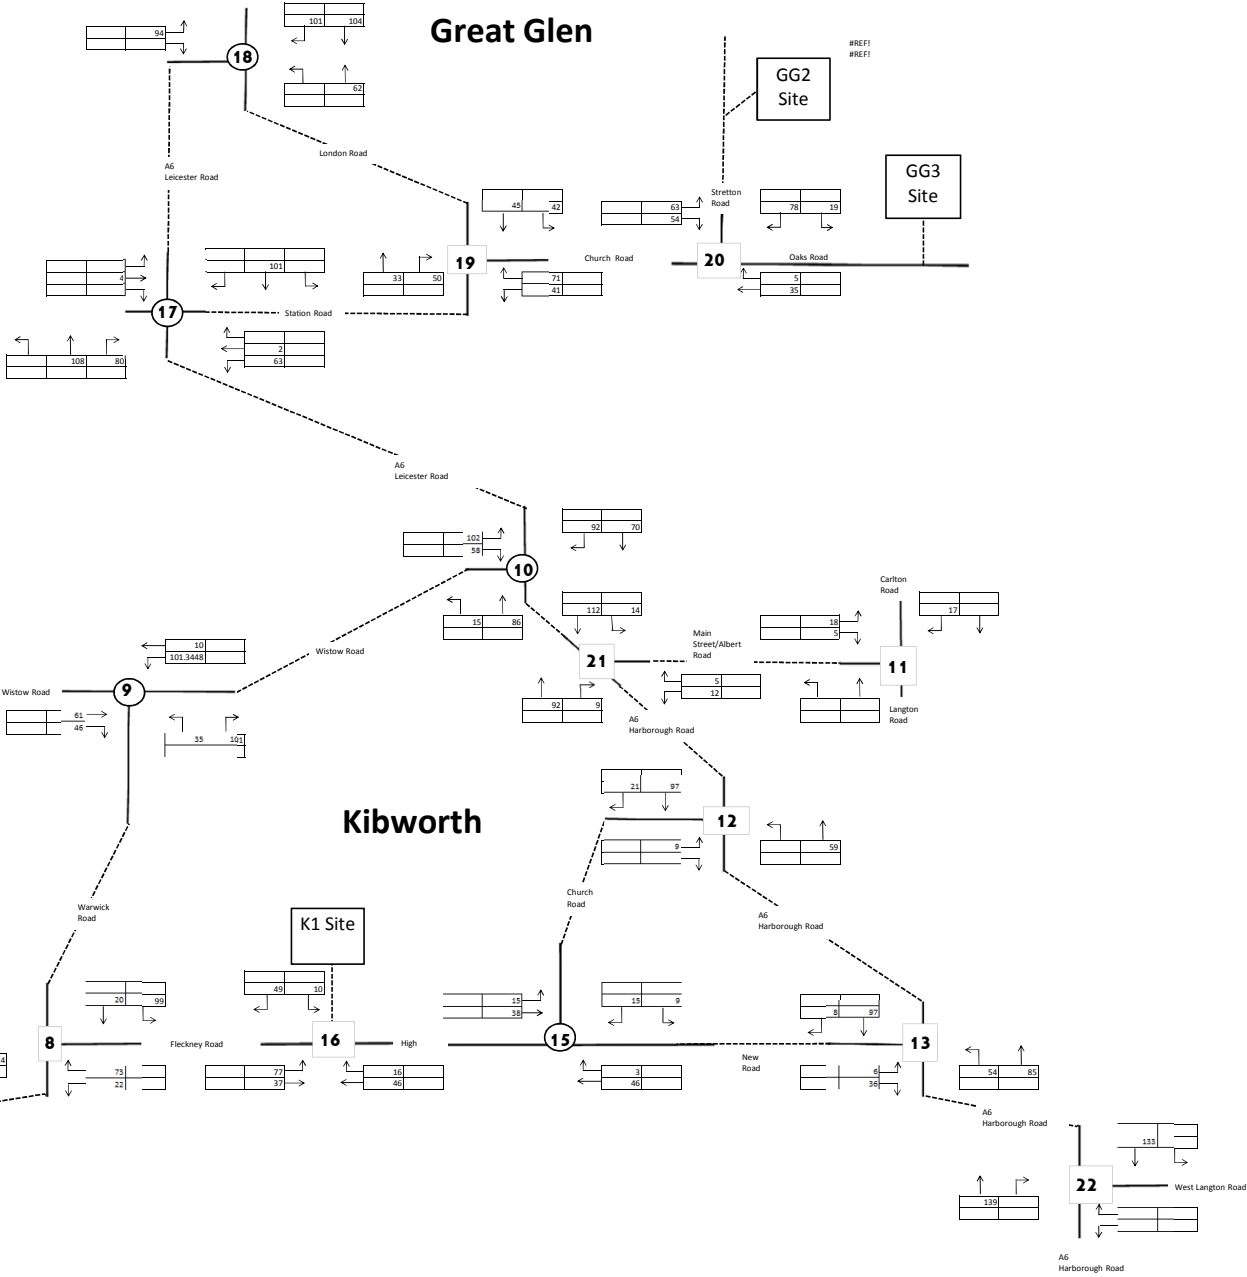 Great Glen
101 104
94
#REF!
#REF!
18
GG2
Site
62
London Road
A6
Leicester Road
GG3
Site
Stretton
Road
45 42
63
54
78 19
101
4
33 50
19
Church Road
20
Oaks Road
71
41
5
35
17
Station Road
2
63
108 80
A6
Leicester Road
92 70
102
58
10
Carlton
Road
112 14
17
15 86
18
5
Main
Street/Albert
Road
10
101.3448
Wistow Road
21
11
5
12
Wistow Road
9
92 9
Langton
Road
61
46
A6
Harborough Road
35 101
21 97
Kibworth
12
9
59
Church
Road
Warwick
Road
K1 Site
A6
Harborough Road
49 10
20 99
15
38
15 9
8 97
8
Fleckney Road
16
High
15
13
New
Road
4
73
22
77
37
16
46
3
46
6
36
54 85
A6
Harborough Road
133
22
West Langton Road
139
A6
Harborough Road